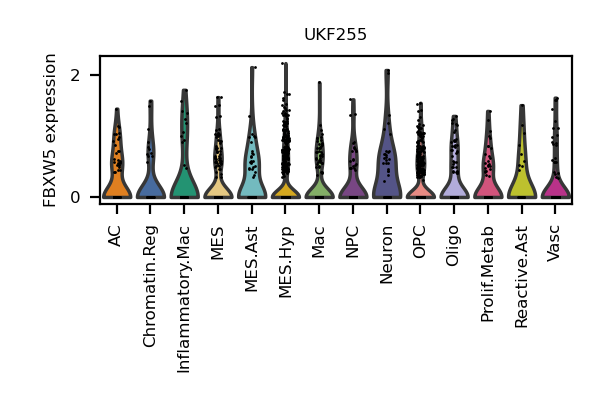 UKF255
FBXW5 expression
2
0
AC
Chromatin.Reg
Inflammatory.Mac
MES
MES.Ast
MES.Hyp
Mac
NPC
Neuron
OPC
Oligo
Prolif.Metab
Reactive.Ast
Vasc